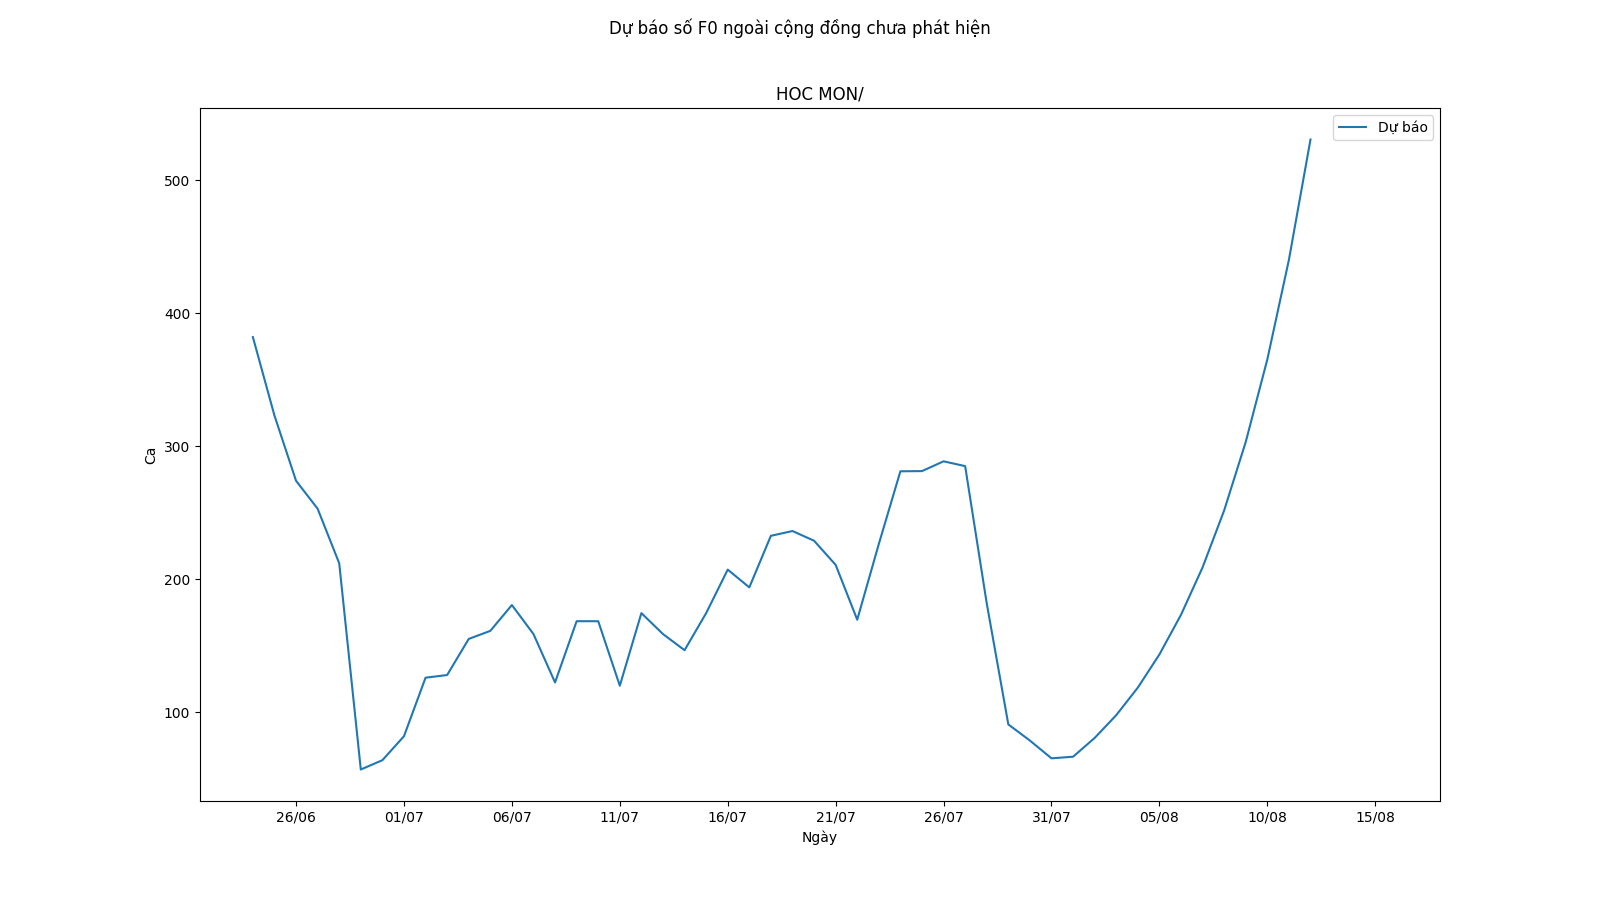 Dự báo số F0 ngoài cộng đồng chưa phát hiện
HOC MON/
Dự báo
500
400
300
200
100
Ca
26/06 01/07 06/07 11/07 16/07 21/07 26/07 31/07 05/08 10/08 15/08
Ngày